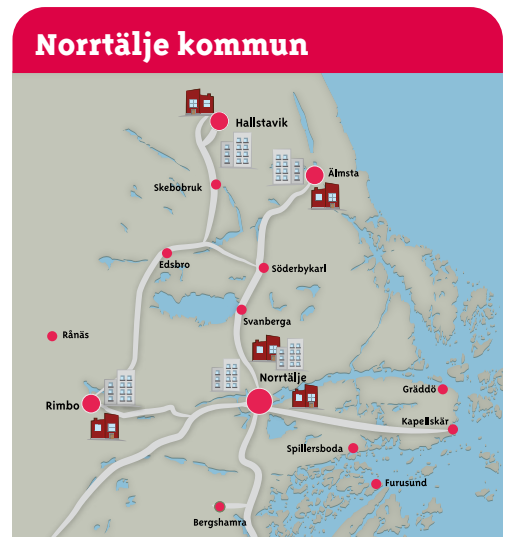 Norrtälje kommun
Hallstavik
Älmsta
Skebobruk
Edsbro
Söderbykarl
Svanberga
Rånäs
Norrtälje
Gräddö
Rimbo
Kapellskär
Spillersboda
Furusund
Bergshamra